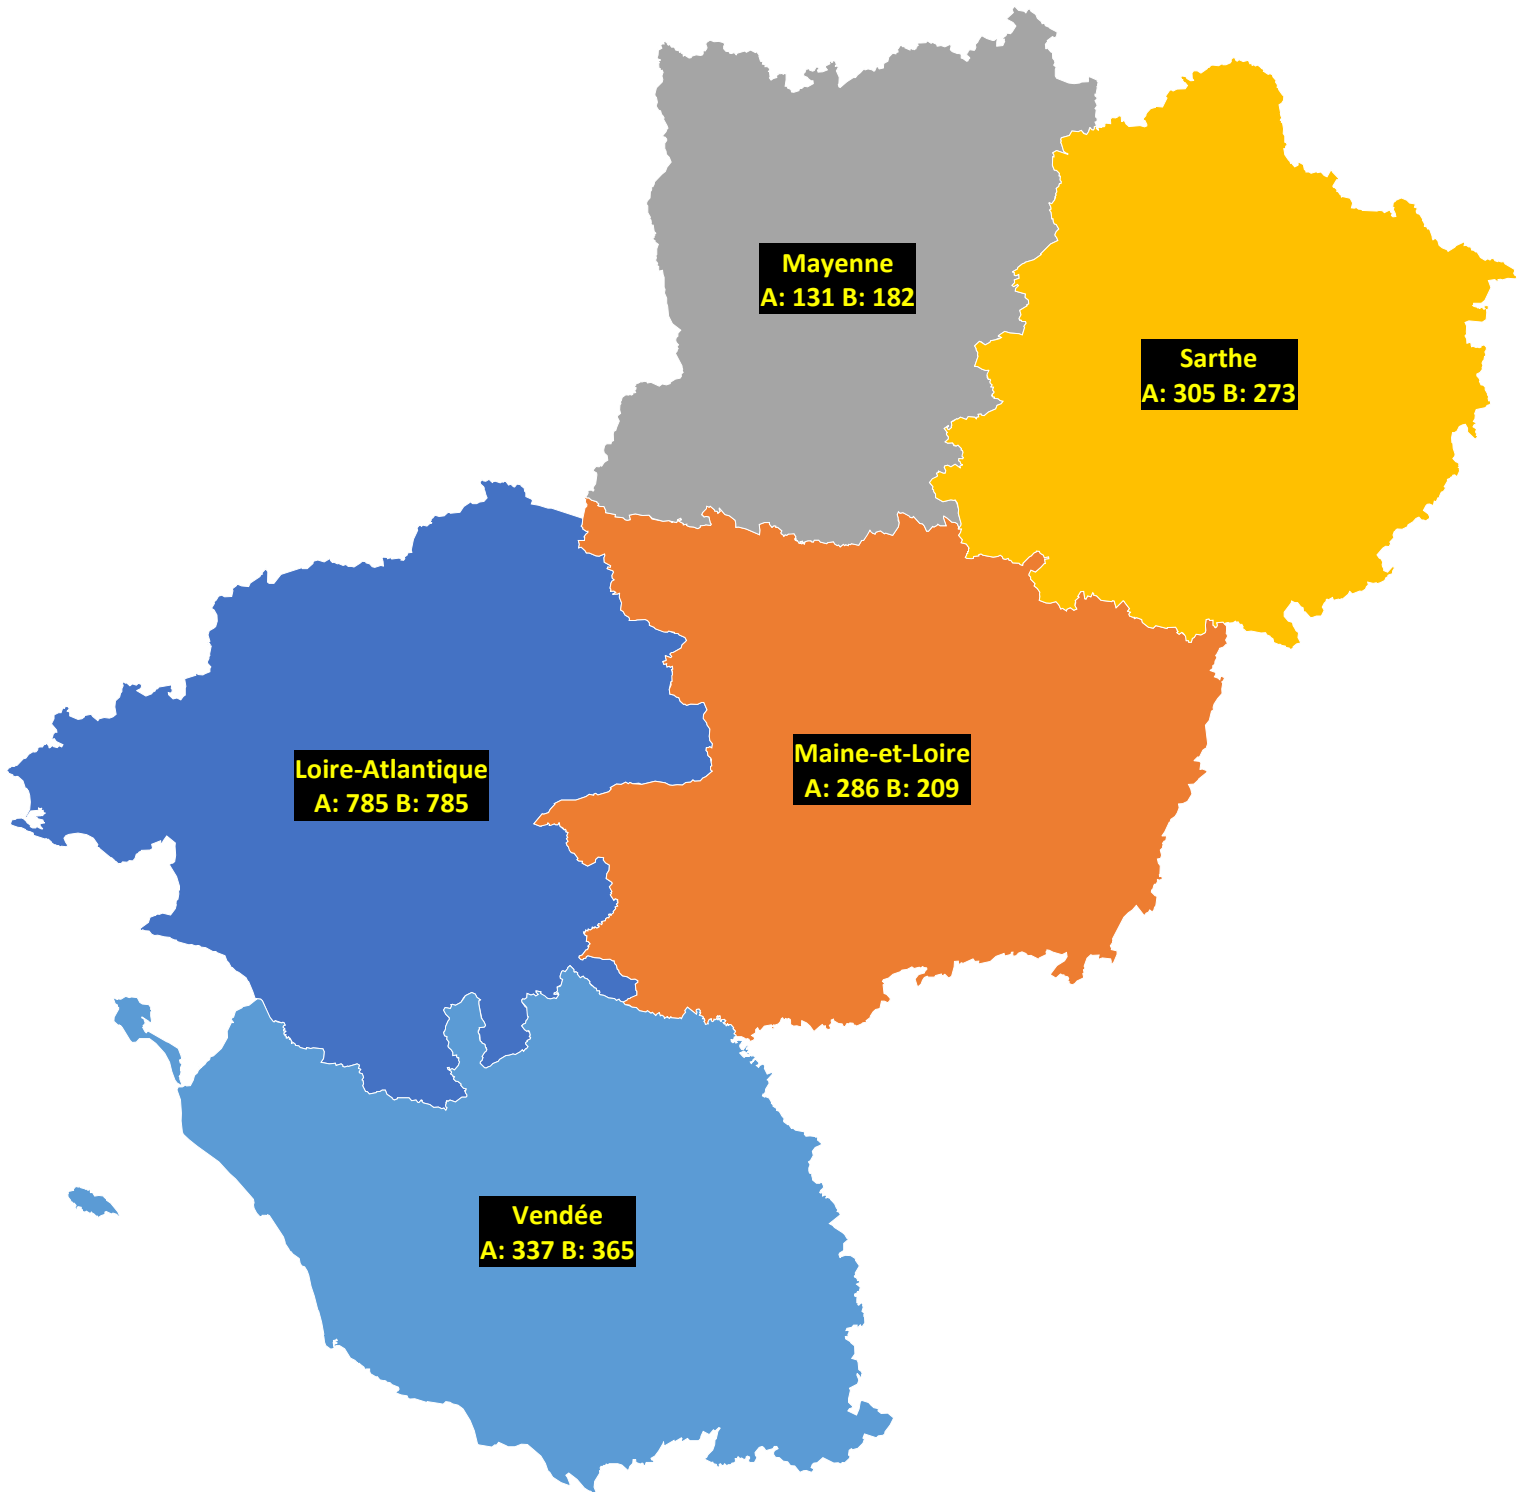 Mayenne
A: 131 B: 182
Sarthe
A: 305 B: 273
Loire-Atlantique
A: 785 B: 785
Maine-et-Loire
A: 286 B: 209
Vendée
A: 337 B: 365